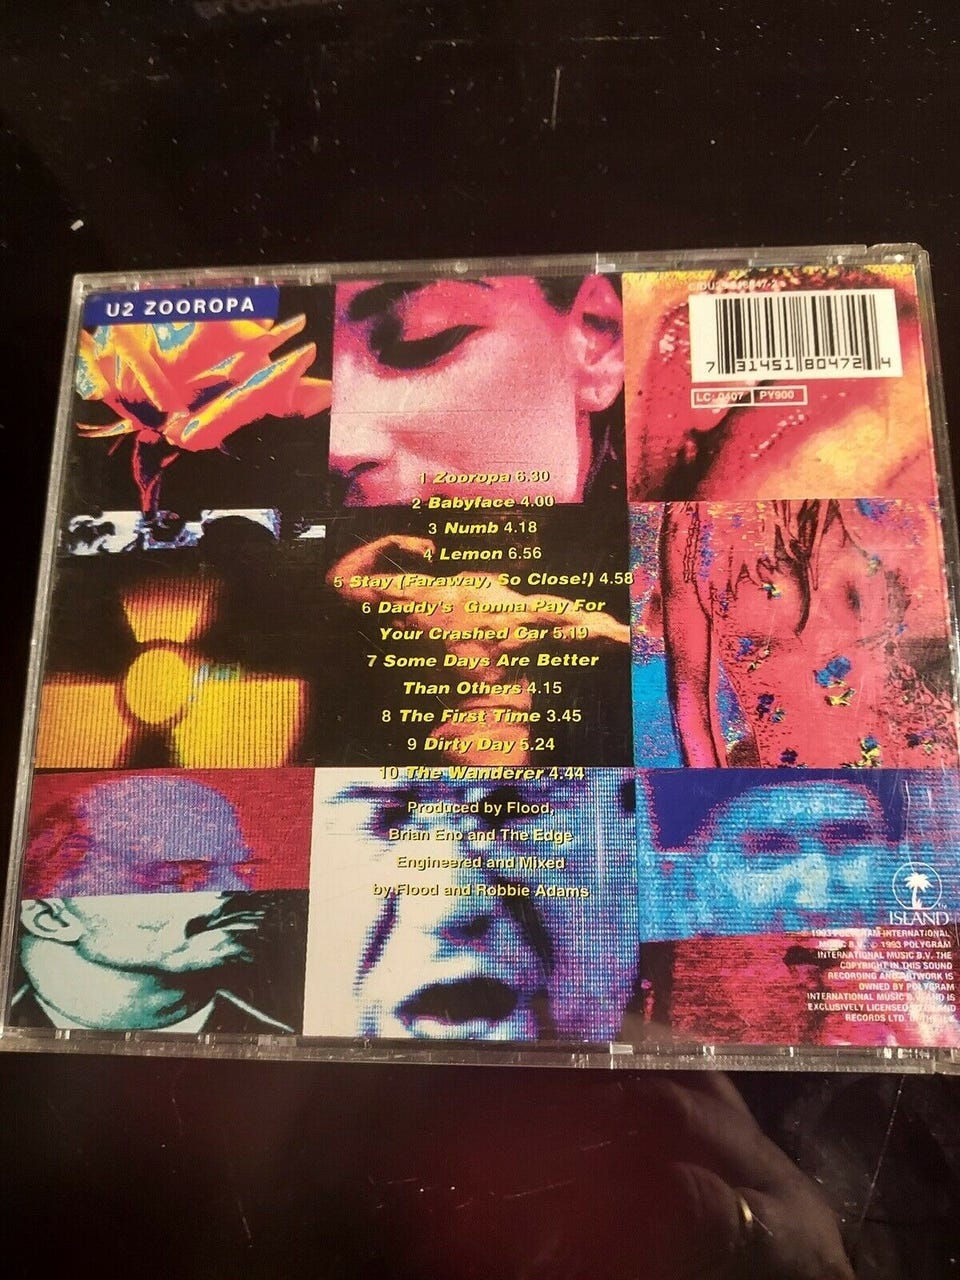 U2 ZOOROPA
7 31451 80472 4
LC: 0407 PY900
1 Zooropa 6.30
2 Babyface 4.00
3 Numb 4.18
4 Lemon 6.56
5 Stay (Faraway, So Close!) 4.58
6 Daddy's Gonna Pay For
Your Crashed Car 5.19
7 Some Days Are Better
Than Others 4.15
8 The First Time 3.45
9 Dirty Day 5.24
10 The Wanderer 4.44
Produced by Flood,
Brian Eno and The Edge
Engineered and Mixed
by Flood and Robbie Adams
ISLAND
1993 POLYGRAM INTERNATIONAL
MUSIC B.V. © 1993 POLYGRAM
INTERNATIONAL MUSIC B.V. THE
COPYRIGHT IN THIS SOUND
RECORDING AND ARTWORK IS
OWNED BY POLYGRAM
INTERNATIONAL MUSIC B.V. AND IS
EXCLUSIVELY LICENSED TO ISLAND
RECORDS LTD. IN THE U.K.